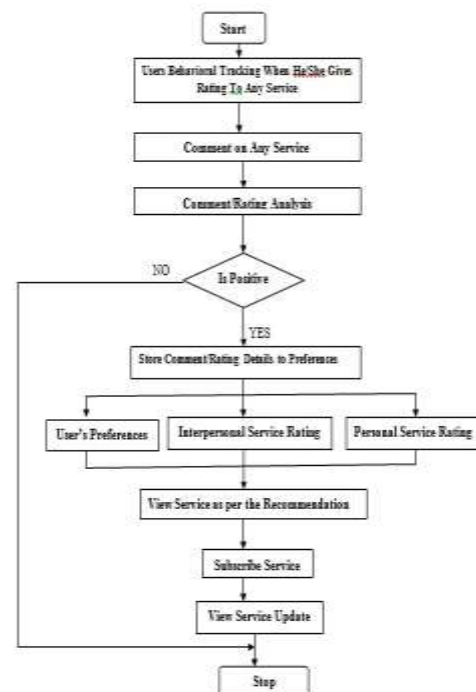 Start
Users Behavioral Tracking When He/She Gives
Rating To Any Service
Comment on Any Service
Comment/Rating Analysis
NO
Is Positive
YES
Store Comment/Rating Details to Preferences
User's Preferences
Interpersonal Service Rating
Personal Service Rating
View Service as per the Recommendation
Subscribe Service
View Service Update
Stop